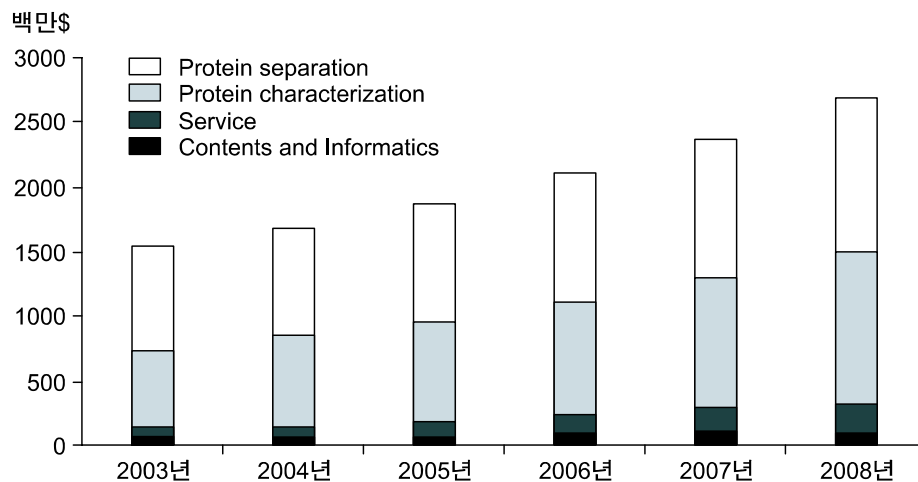 백만$
3000
2500
2000
1500
1000
500
0
Protein separation
Protein characterization
Service
Contents and Informatics
2003년 2004년 2005년 2006년 2007년 2008년